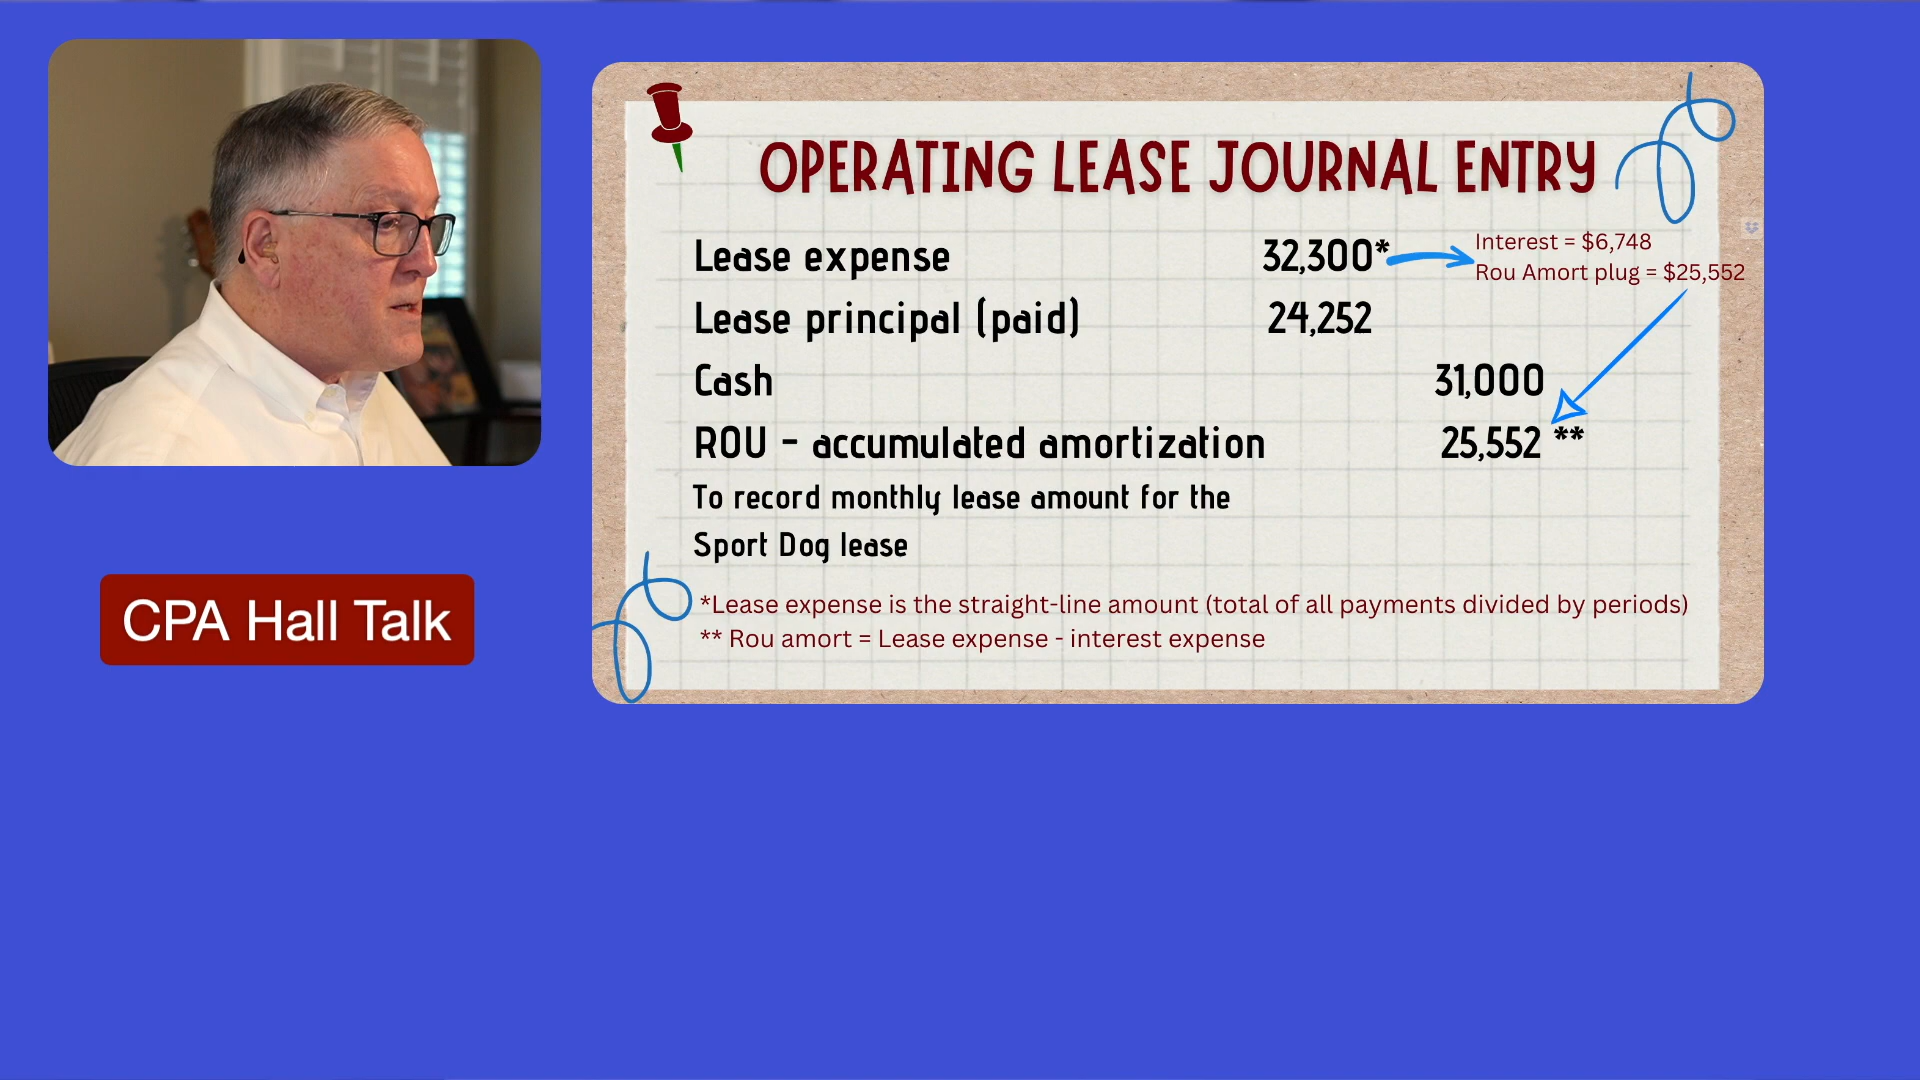 OPERATING LEASE JOURNAL ENTRY
Lease expense 32,300*
Interest = $6,748
Rou Amort plug = $25,552
Lease principal (paid) 24,252
Cash 31,000
ROU - accumulated amortization 25,552 **
To record monthly lease amount for the
Sport Dog lease
*Lease expense is the straight-line amount (total of all payments divided by periods)
** Rou amort = Lease expense - interest expense
CPA Hall Talk